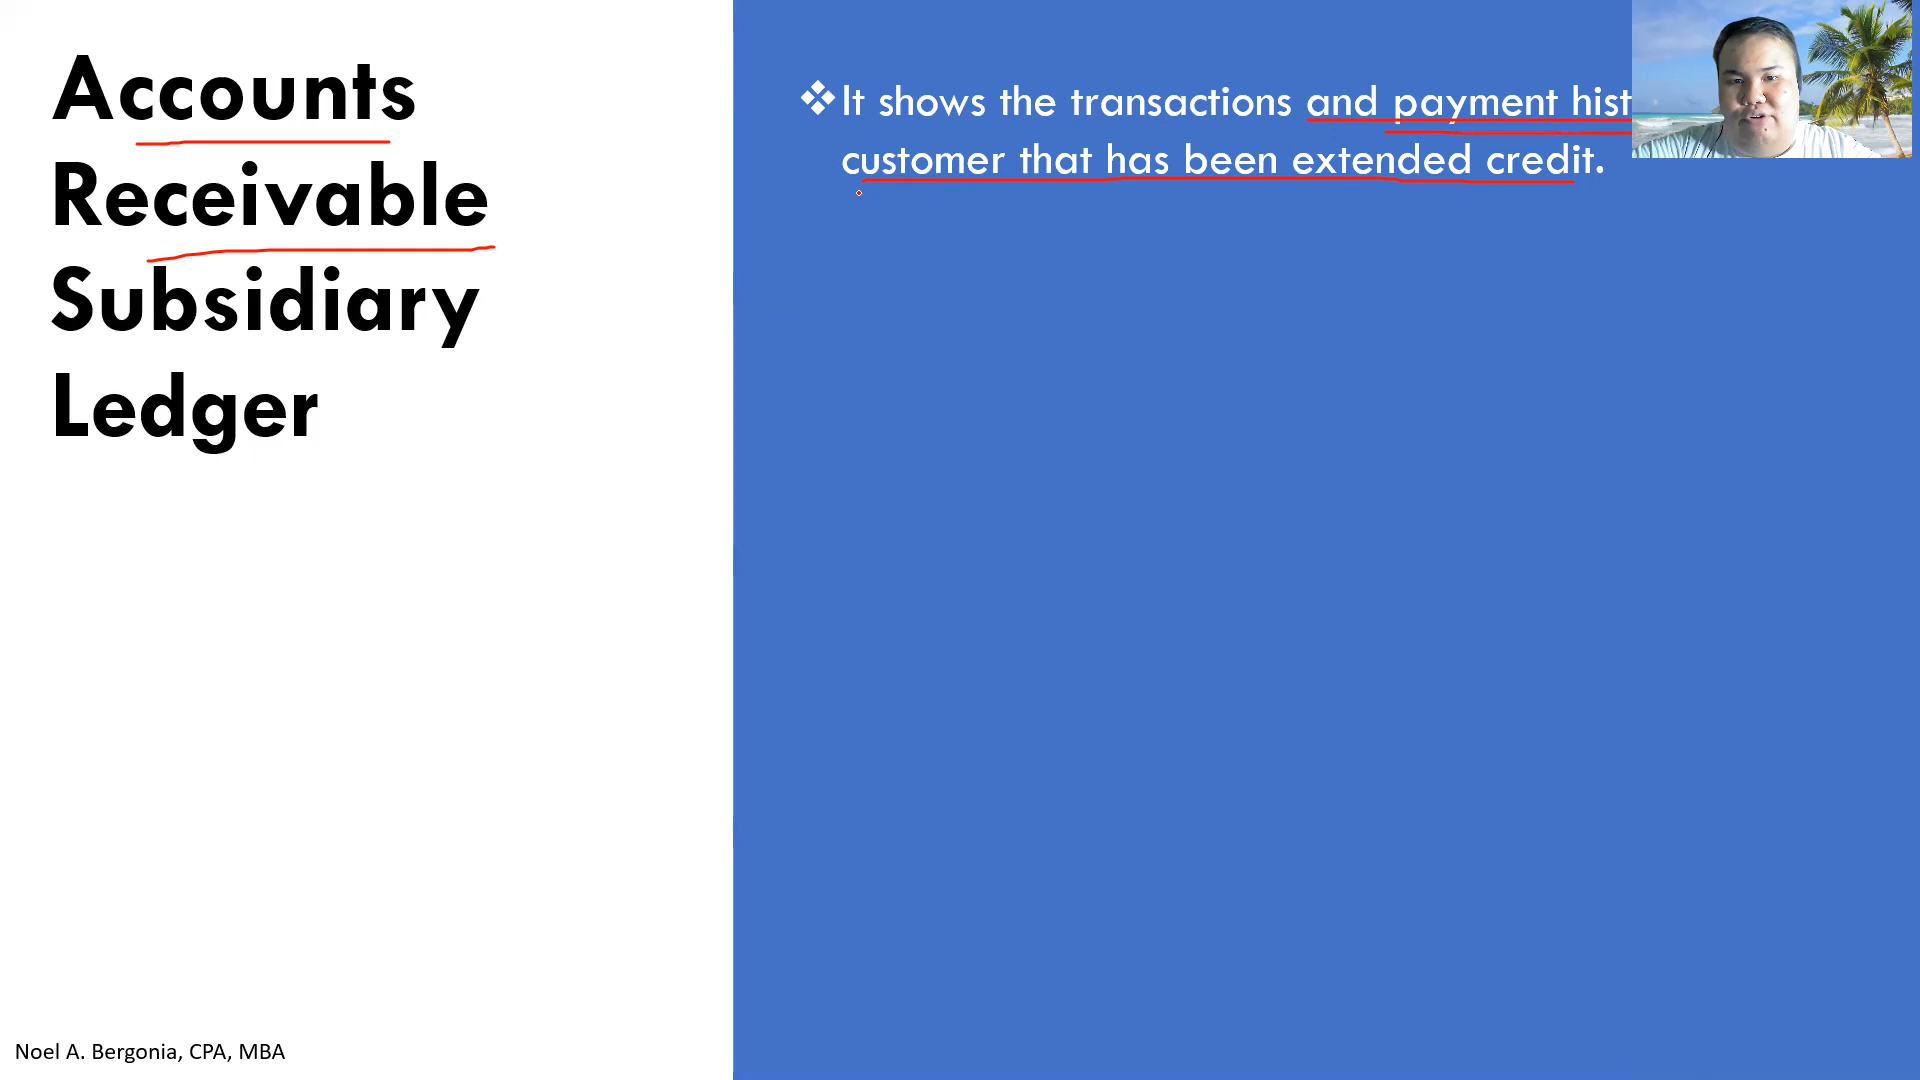 Accounts
Receivable
Subsidiary
Ledger
It shows the transactions and payment hist
customer that has been extended credit.
Noel A. Bergonia, CPA, MBA